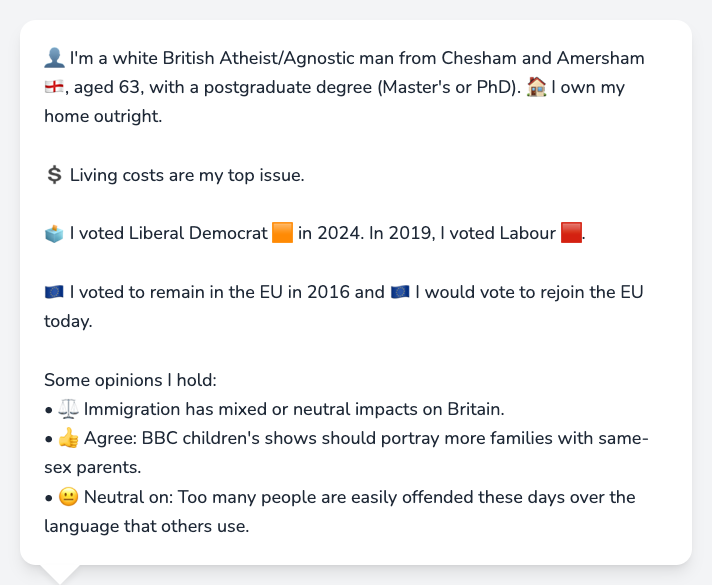 👤 I'm a white British Atheist/Agnostic man from Chesham and Amersham
🏴󠁧󠁢󠁥󠁮󠁧󠁿, aged 63, with a postgraduate degree (Master's or PhD). 🏠 I own my
home outright.
💲 Living costs are my top issue.
🗳️ I voted Liberal Democrat 🟧 in 2024. In 2019, I voted Labour 🟥.
🇪🇺 I voted to remain in the EU in 2016 and 🇪🇺 I would vote to rejoin the EU
today.
Some opinions I hold:
• ⚖️ Immigration has mixed or neutral impacts on Britain.
• 👍 Agree: BBC children's shows should portray more families with same-
sex parents.
• 😐 Neutral on: Too many people are easily offended these days over the
language that others use.